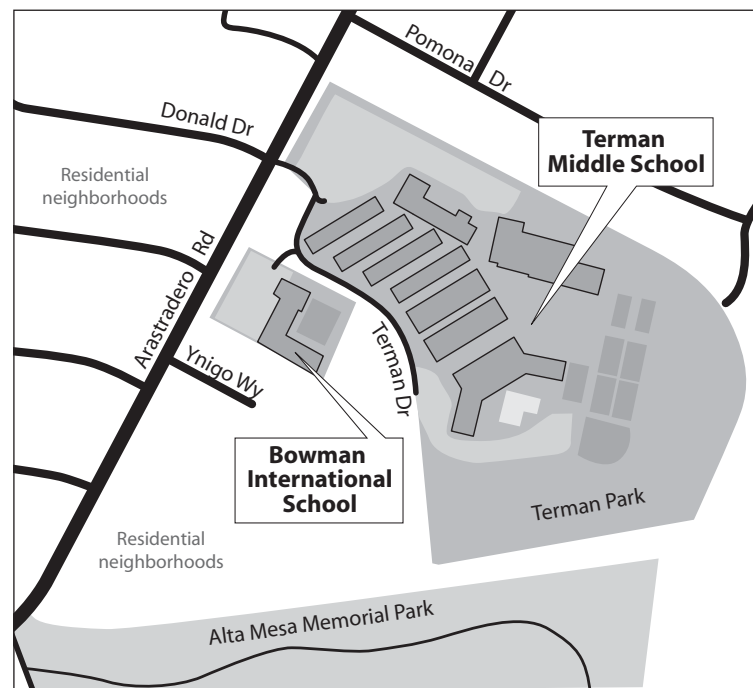 Pomona Dr
Donald Dr
Terman
Middle School
Residential
neighborhoods
Arastradero Rd
Terman Dr
Ynigo Wy
Bowman
International
School
Terman Park
Residential
neighborhoods
Alta Mesa Memorial Park